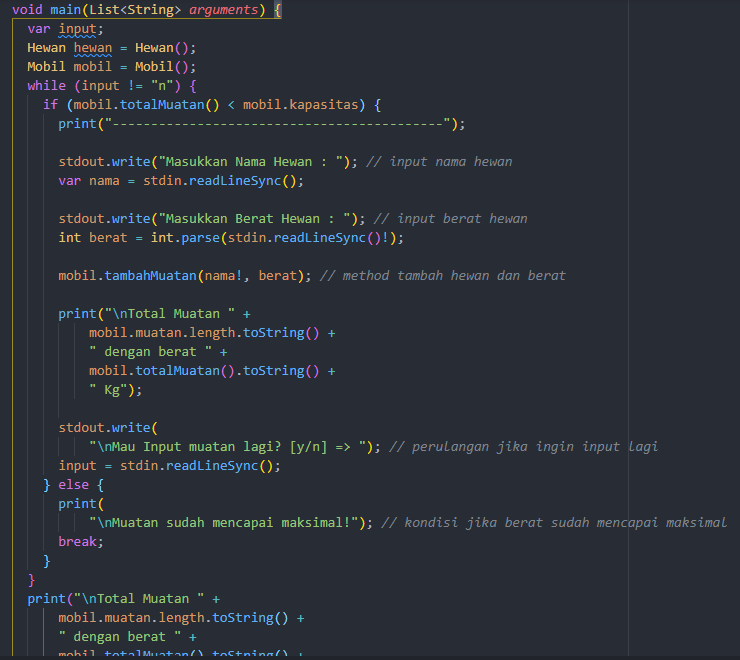 void main(List<String> arguments) {
var input;
Hewan hewan = Hewan();
Mobil mobil = Mobil();
while (input != "n") {
if (mobil.totalMuatan() < mobil.kapasitas) {
print("-------------------------------------------");
stdout.write("Masukkan Nama Hewan : "); // input nama hewan
var nama = stdin.readLineSync();
stdout.write("Masukkan Berat Hewan : "); // input berat hewan
int berat = int.parse(stdin.readLineSync()!);
mobil.tambahMuatan(nama!, berat); // method tambah hewan dan berat
print("\nTotal Muatan " +
mobil.muatan.length.toString() +
" dengan berat " +
mobil.totalMuatan().toString() +
" Kg");
stdout.write(
"\nMau Input muatan lagi? [y/n] => "); // perulangan jika ingin input lagi
input = stdin.readLineSync();
} else {
print(
"\nMuatan sudah mencapai maksimal!"); // kondisi jika berat sudah mencapai maksimal
break;
}
}
print("\nTotal Muatan " +
mobil.muatan.length.toString() +
" dengan berat " +
mobil.totalMuatan().toString() +